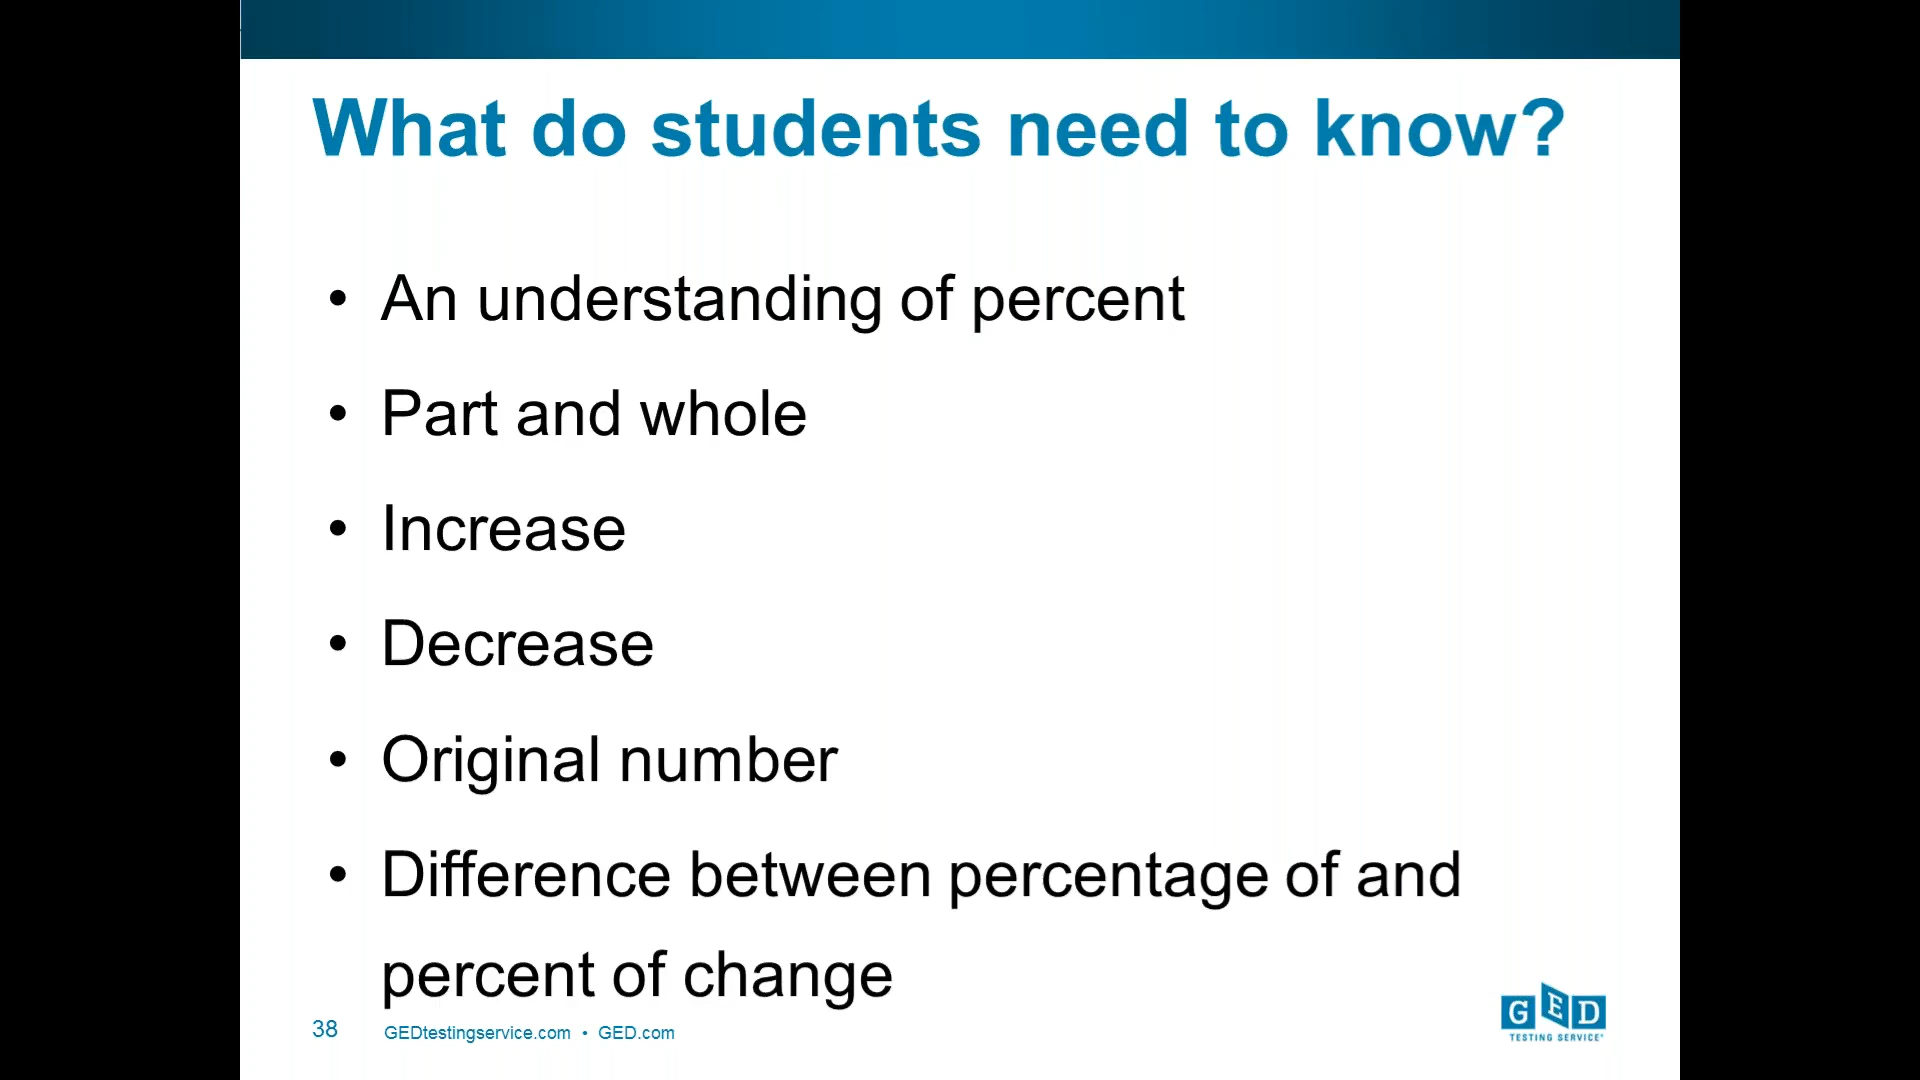 What do students need to know?
• An understanding of percent
• Part and whole
• Increase
• Decrease
• Original number
• Difference between percentage of and
percent of change
38 GEDtestingservice.com • GED.com
GED
TESTING SERVICE®